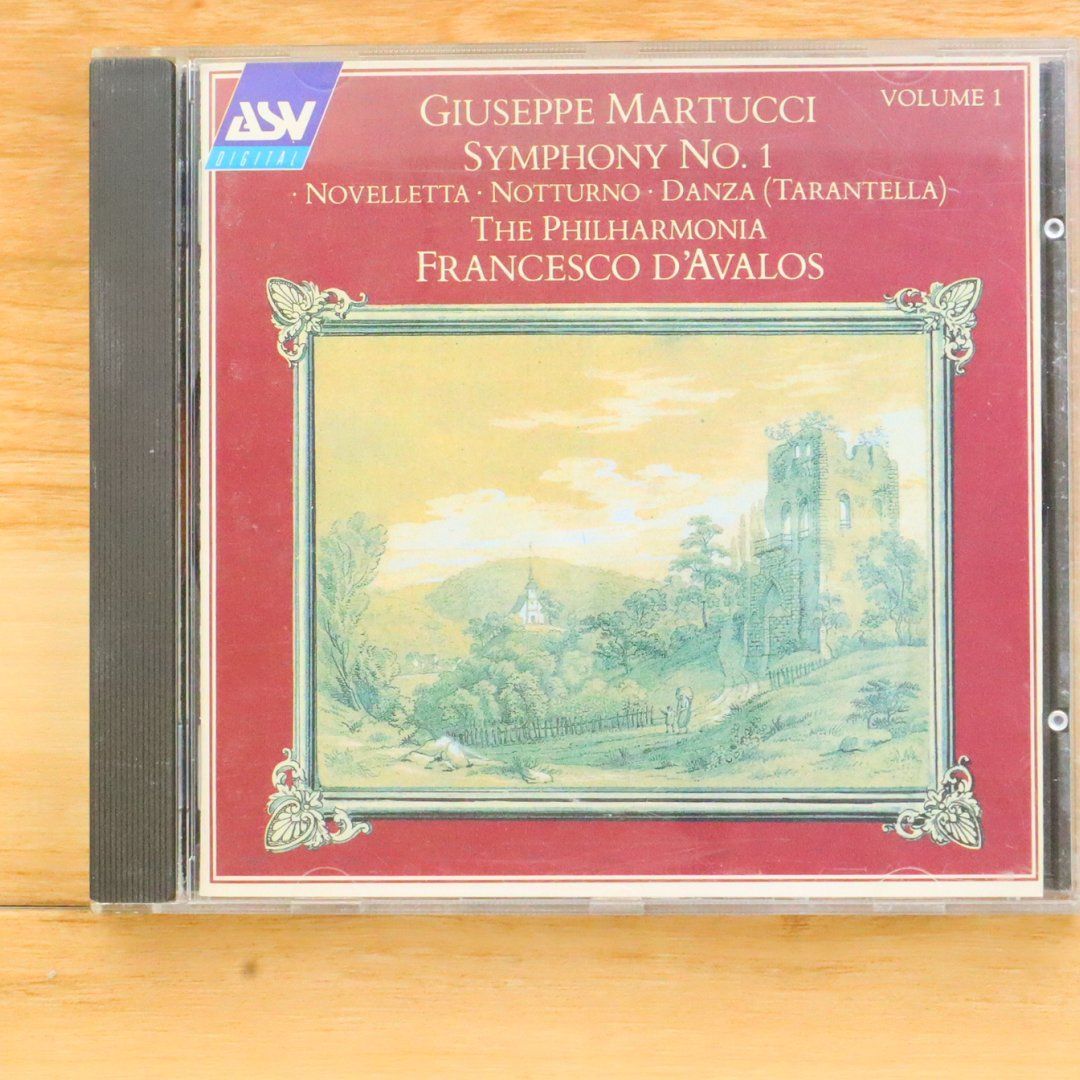 ASV
DIGITAL
GIUSEPPE MARTUCCI
VOLUME 1
SYMPHONY NO. 1
· NOVELLETTA · NOTTURNO · DANZA (TARANTELLA)
THE PHILHARMONIA
FRANCESCO D'AVALOS